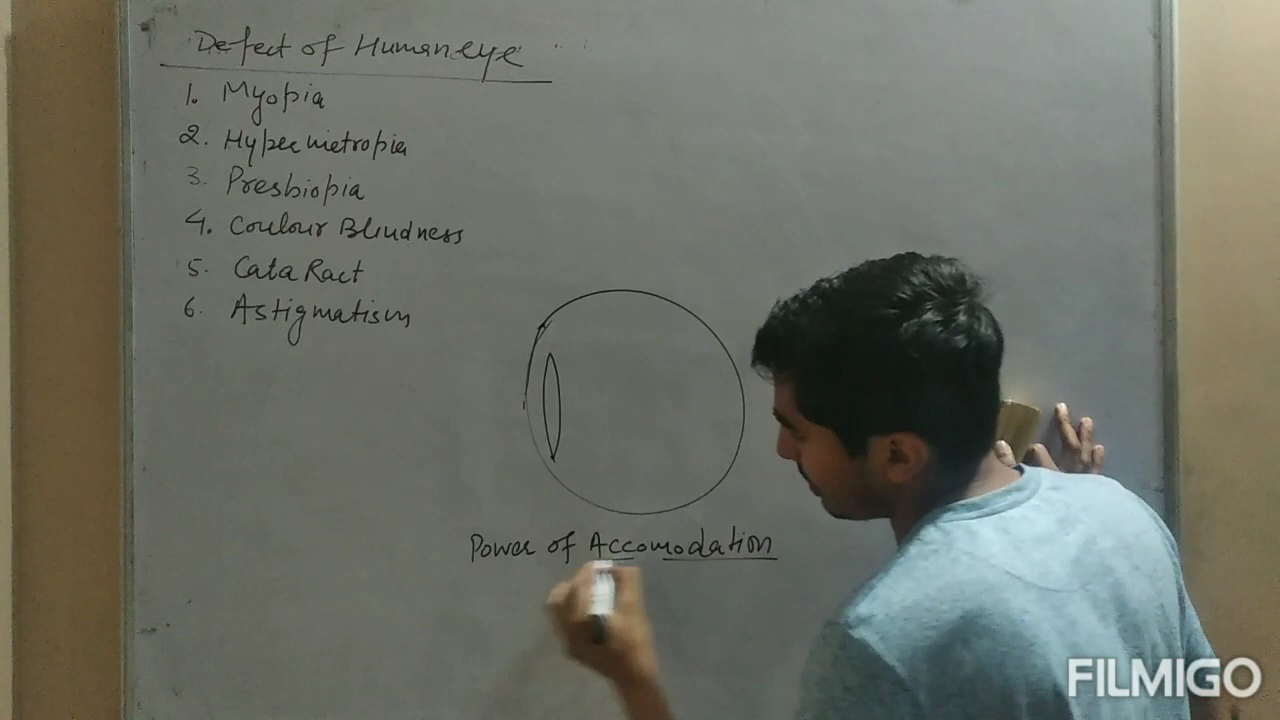 Defect of Human eye
1. Myopia
2. Hypermetropia
3. Presbiopia
4. Coulour Blindness
5. Cata Ract
6. Astigmatism
Power of Accomodation
FILMIGO